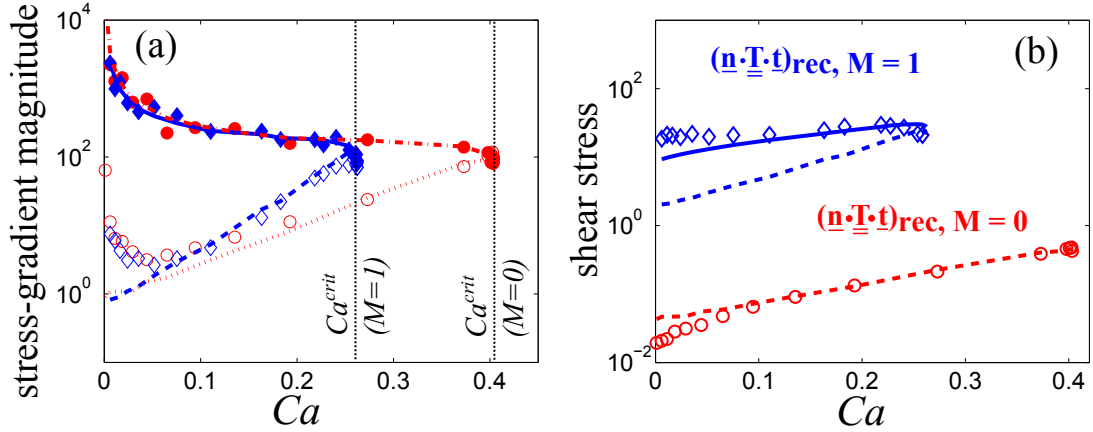 stress-gradient magnitude
10^4
10^2
10^0
(a)
Ca^crit
(M=1)
Ca^crit
(M=0)
0 0.1 0.2 0.3 0.4
Ca
shear stress
10^2
10^0
10^-2
(b)
(n·T·t)rec, M = 1
(n·T·t)rec, M = 0
0 0.1 0.2 0.3 0.4
Ca